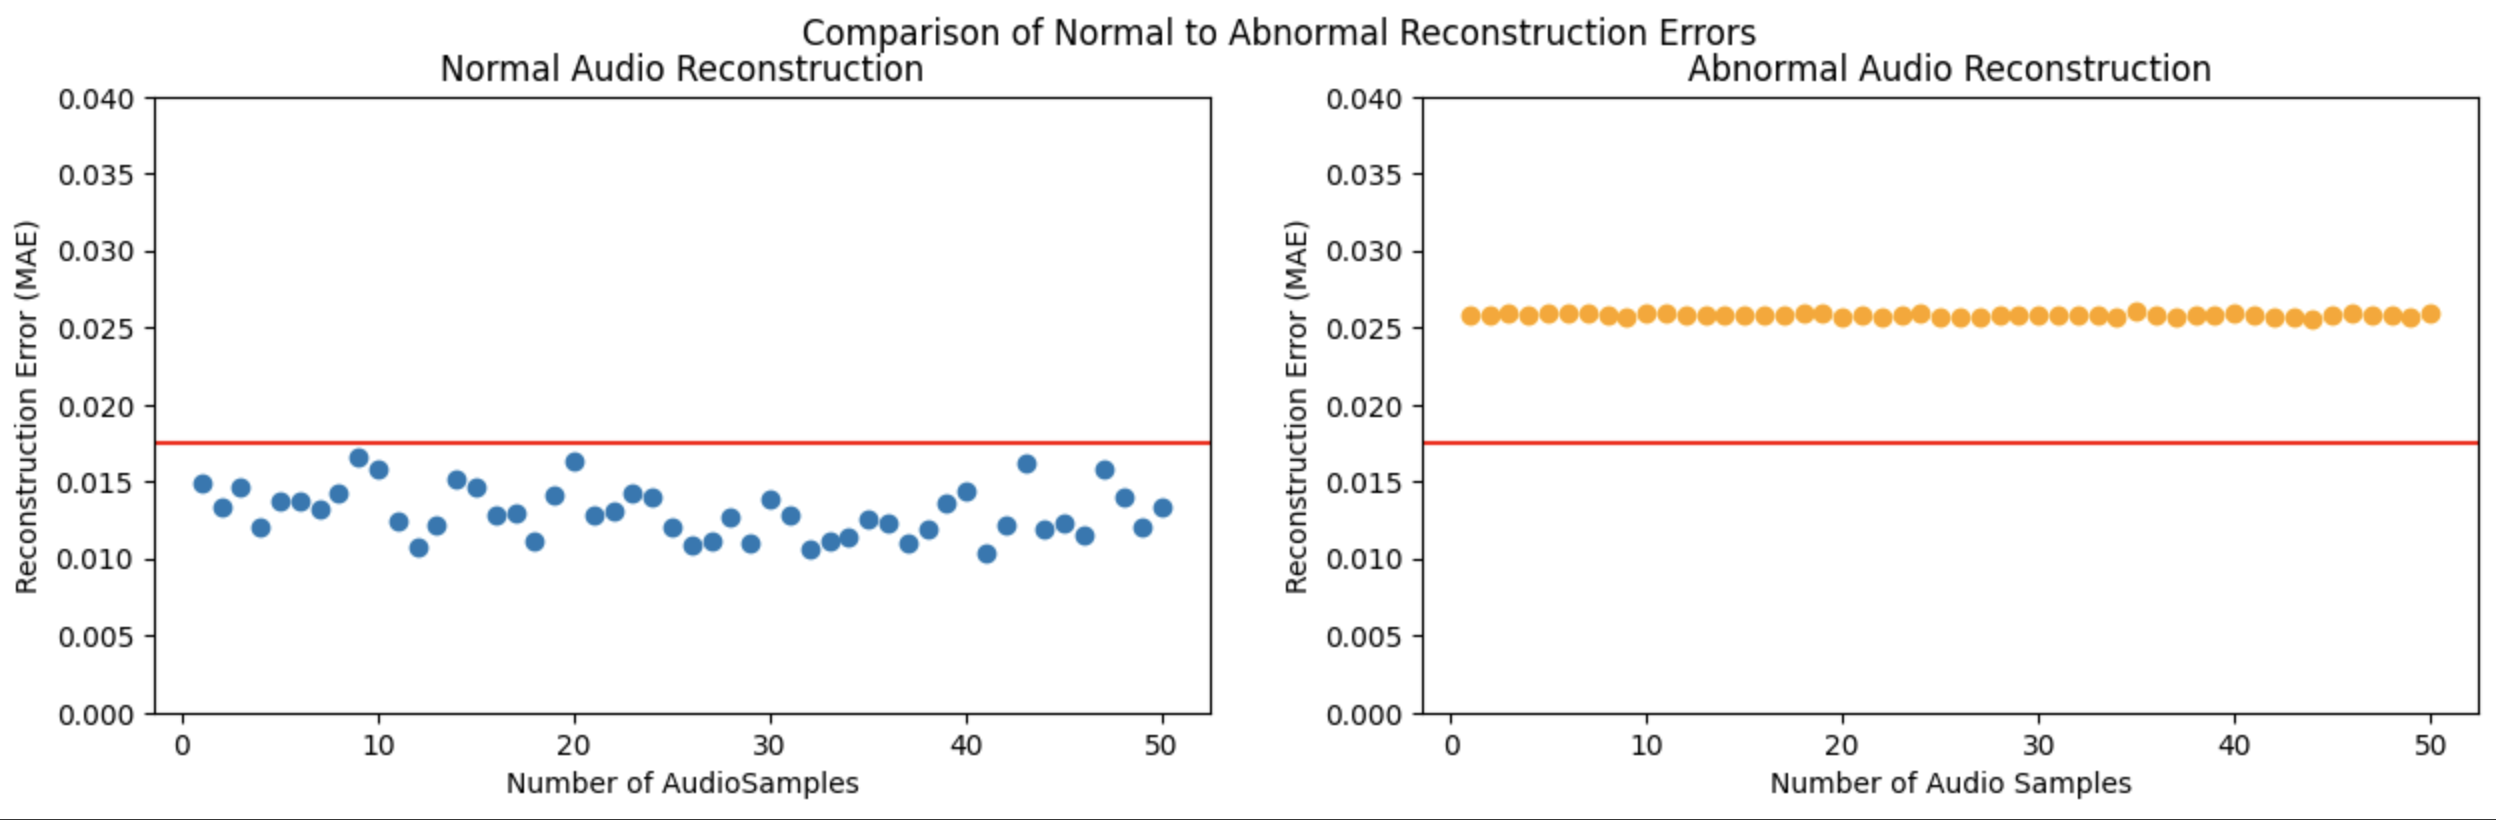 Comparison of Normal to Abnormal Reconstruction Errors
Normal Audio Reconstruction
Reconstruction Error (MAE)
0.040
0.035
0.030
0.025
0.020
0.015
0.010
0.005
0.000
0 10 20 30 40 50
Number of AudioSamples
Abnormal Audio Reconstruction
Reconstruction Error (MAE)
0.040
0.035
0.030
0.025
0.020
0.015
0.010
0.005
0.000
0 10 20 30 40 50
Number of Audio Samples